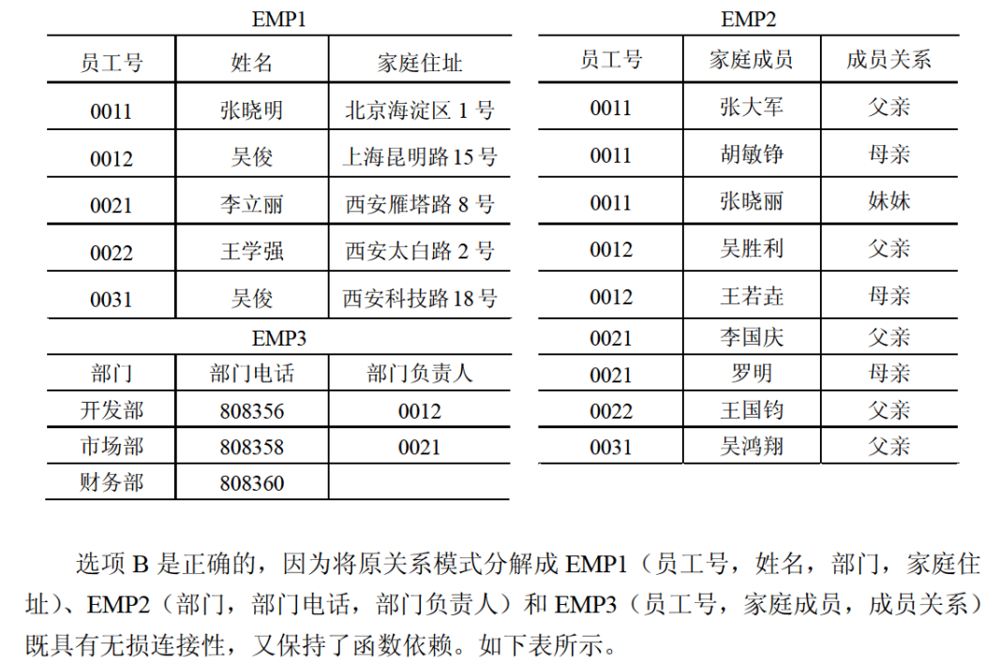 EMP1
员工号 姓名 家庭住址
0011 张晓明 北京海淀区 1 号
0012 吴俊 上海昆明路 15 号
0021 李立丽 西安雁塔路 8 号
0022 王学强 西安太白路 2 号
0031 吴俊 西安科技路 18 号
EMP2
员工号 家庭成员 成员关系
0011 张大军 父亲
0011 胡敏铮 母亲
0011 张晓丽 妹妹
0012 吴胜利 父亲
0012 王若垚 母亲
0021 李国庆 父亲
0021 罗明 母亲
0022 王国钧 父亲
0031 吴鸿翔 父亲
EMP3
部门 部门电话 部门负责人
开发部 808356 0012
市场部 808358 0021
财务部 808360
选项 B 是正确的，因为将原关系模式分解成 EMP1（员工号，姓名，部门，家庭住
址）、EMP2（部门，部门电话，部门负责人）和 EMP3（员工号，家庭成员，成员关系）
既具有无损连接性，又保持了函数依赖。如下表所示。